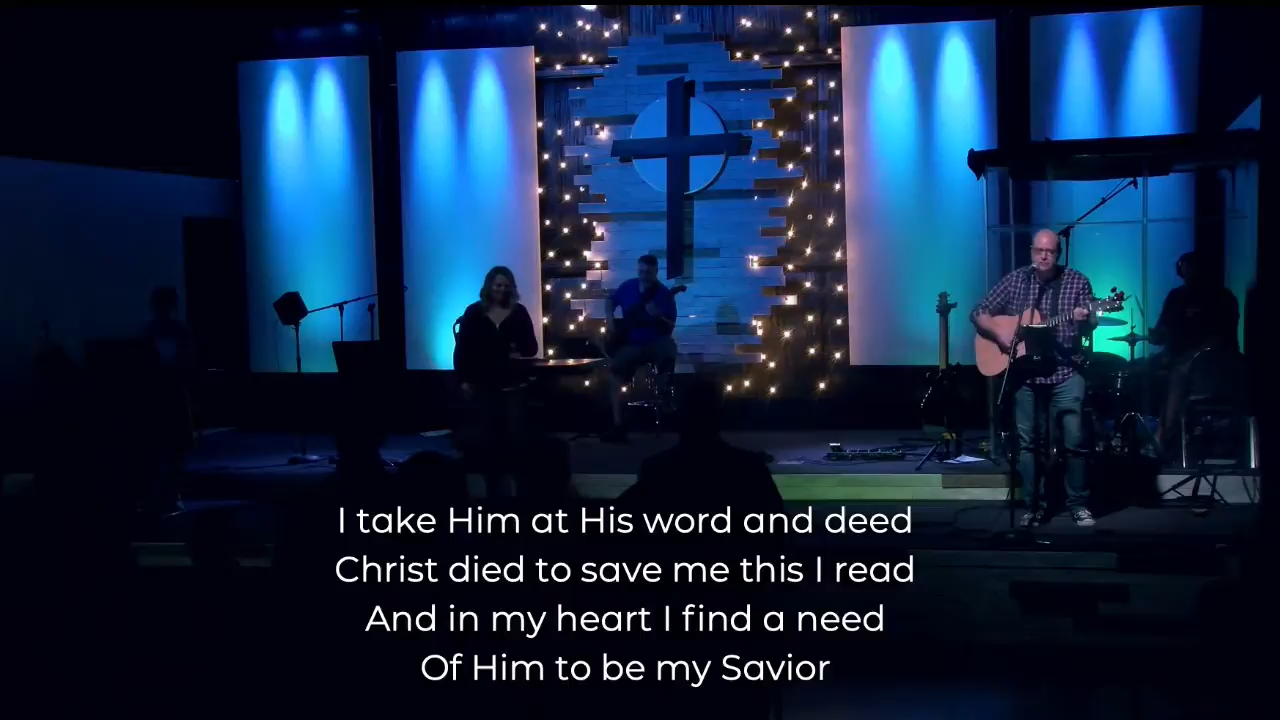 I take Him at His word and deed
Christ died to save me this I read
And in my heart I find a need
Of Him to be my Savior